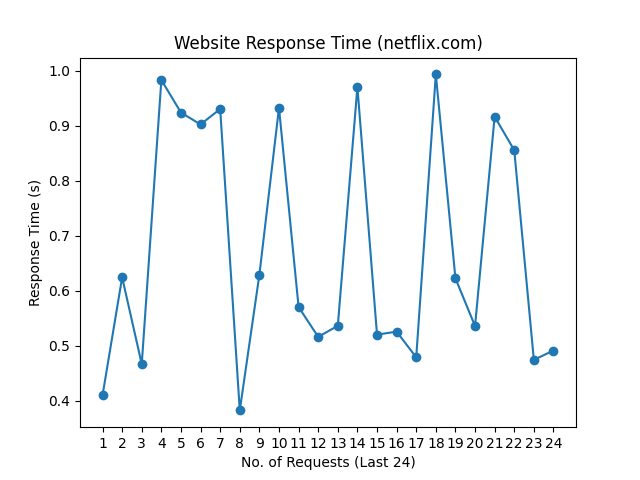 Website Response Time (netflix.com)
1.0
0.9
0.8
0.7
0.6
0.5
0.4
Response Time (s)
1 2 3 4 5 6 7 8 9 10 11 12 13 14 15 16 17 18 19 20 21 22 23 24
No. of Requests (Last 24)